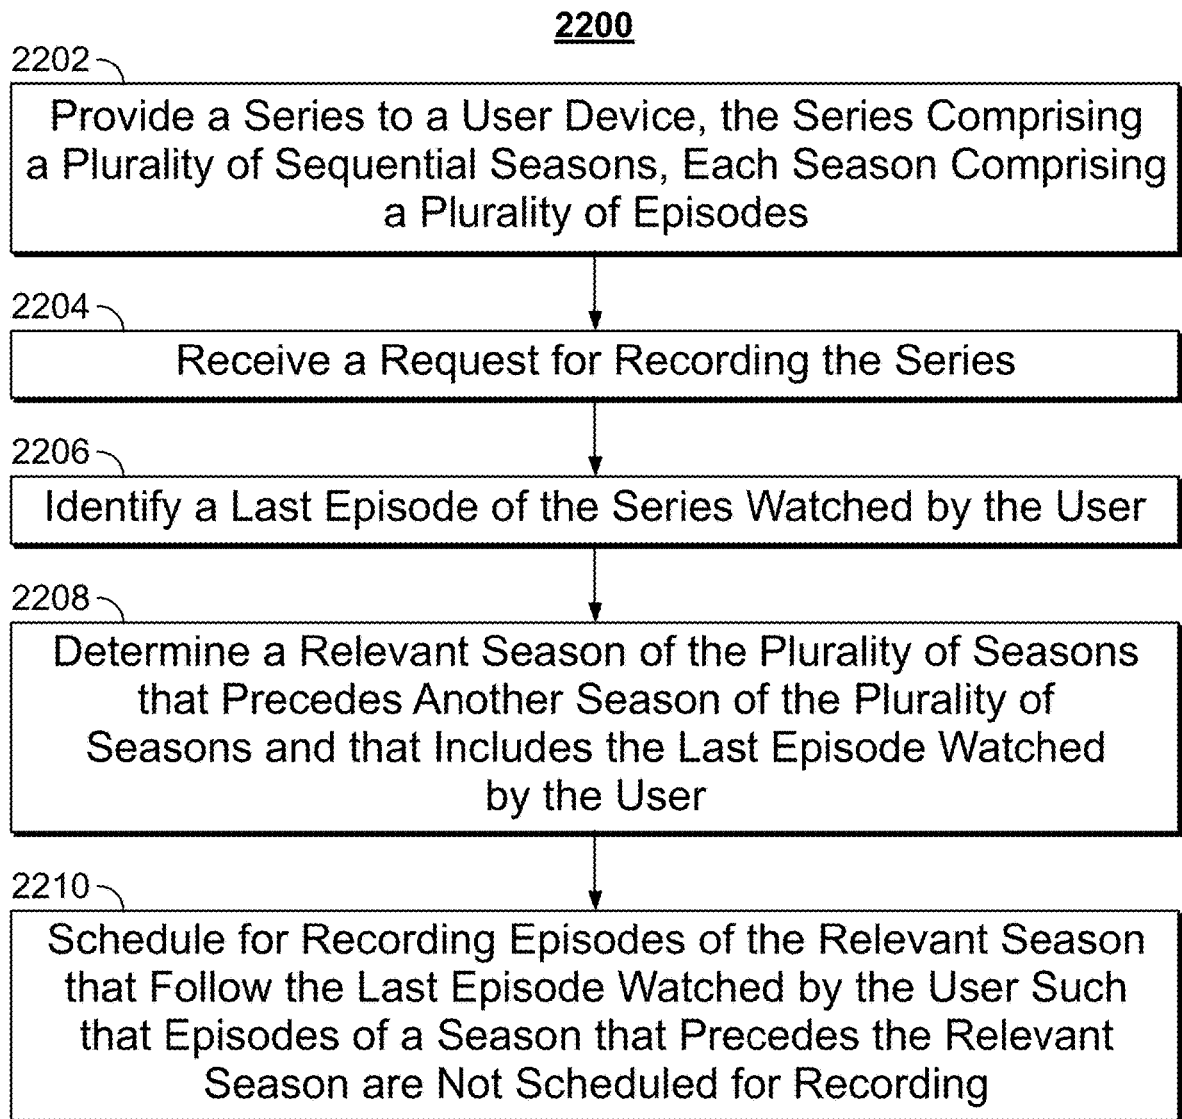 2200
2202
Provide a Series to a User Device, the Series Comprising
a Plurality of Sequential Seasons, Each Season Comprising
a Plurality of Episodes
2204
Receive a Request for Recording the Series
2206
Identify a Last Episode of the Series Watched by the User
2208
Determine a Relevant Season of the Plurality of Seasons
that Precedes Another Season of the Plurality of
Seasons and that Includes the Last Episode Watched
by the User
2210
Schedule for Recording Episodes of the Relevant Season
that Follow the Last Episode Watched by the User Such
that Episodes of a Season that Precedes the Relevant
Season are Not Scheduled for Recording